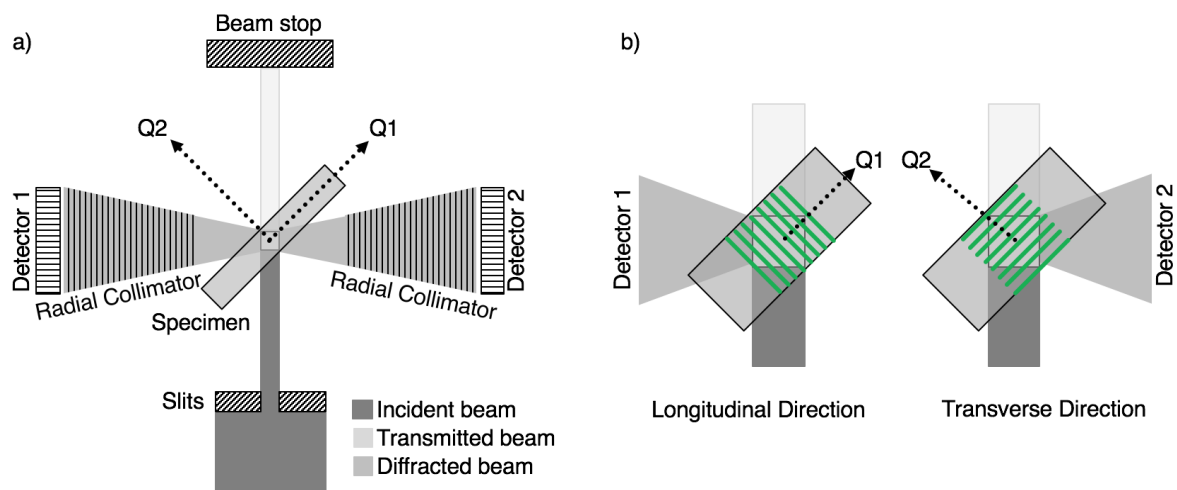 a)
Beam stop
Q2
Q1
Detector 1
Detector 2
Radial Collimator
Radial Collimator
Specimen
Slits
Incident beam
Transmitted beam
Diffracted beam
b)
Q1
Q2
Detector 1
Detector 2
Longitudinal Direction
Transverse Direction